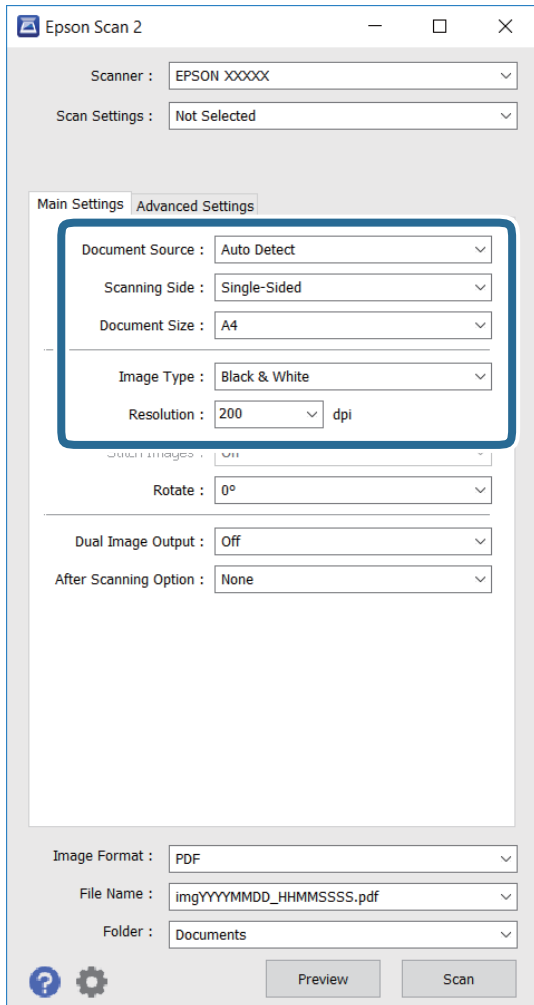 Epson Scan 2
Scanner : EPSON XXXXX
Scan Settings : Not Selected
Main Settings Advanced Settings
Document Source : Auto Detect
Scanning Side : Single-Sided
Document Size : A4
Image Type : Black & White
Resolution : 200 dpi
Stitch Images :
Rotate : 0°
Dual Image Output : Off
After Scanning Option : None
Image Format : PDF
File Name : imgYYYYMMDD_HHMMSSSS.pdf
Folder : Documents
? Preview Scan